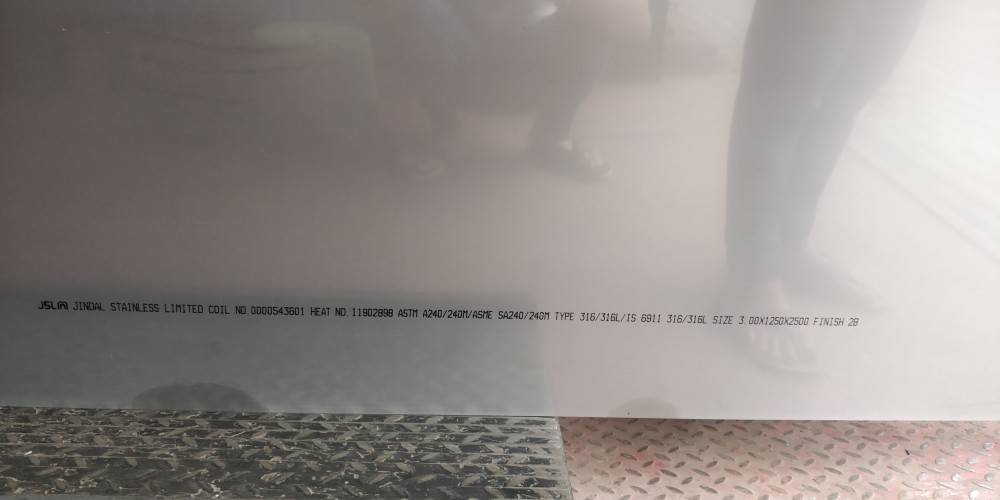 JSL(A) JINDAL STAINLESS LIMITED COIL NO.0000543601 HEAT NO.11902898 ASTM A240/240M/ASME SA240/240M TYPE 316/316L/IS 6911 316/316L SIZE 3.00X1250X2500 FINISH 2B